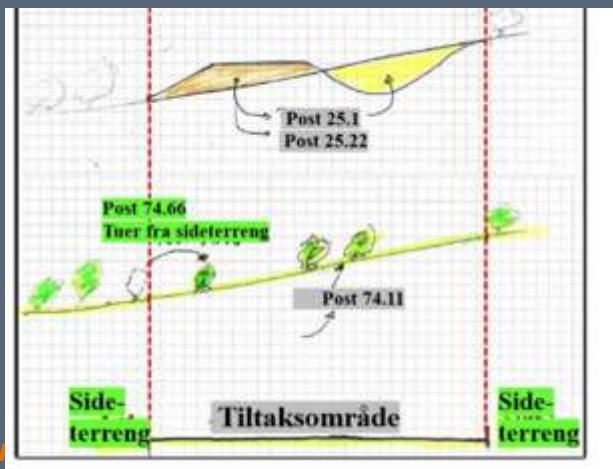 Post 25.1
Post 25.22
Post 74.66
Tuer fra sideterreng
Post 74.11
Side-
terreng
Tiltaksområde
Side-
terreng